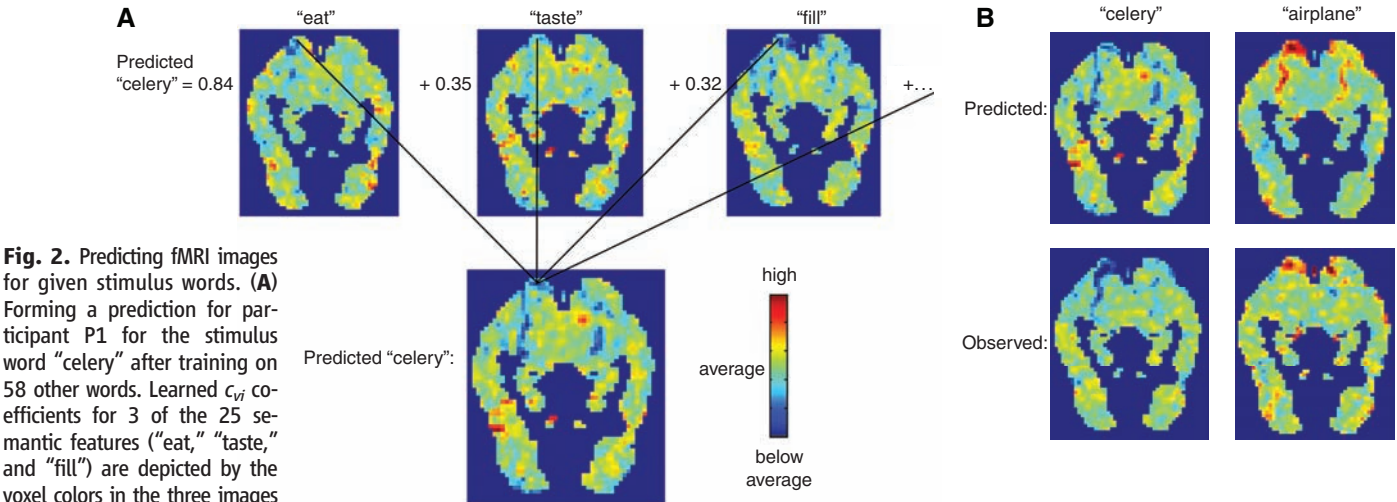 A
"eat"
"taste"
"fill"
Predicted
"celery" = 0.84
+ 0.35
+ 0.32
+...
Predicted "celery":
high
average
below
average
B
"celery"
"airplane"
Predicted:
Observed:
Fig. 2. Predicting fMRI images
for given stimulus words. (A)
Forming a prediction for par-
ticipant P1 for the stimulus
word "celery" after training on
58 other words. Learned cvi co-
efficients for 3 of the 25 se-
mantic features ("eat," "taste,"
and "fill") are depicted by the
voxel colors in the three images